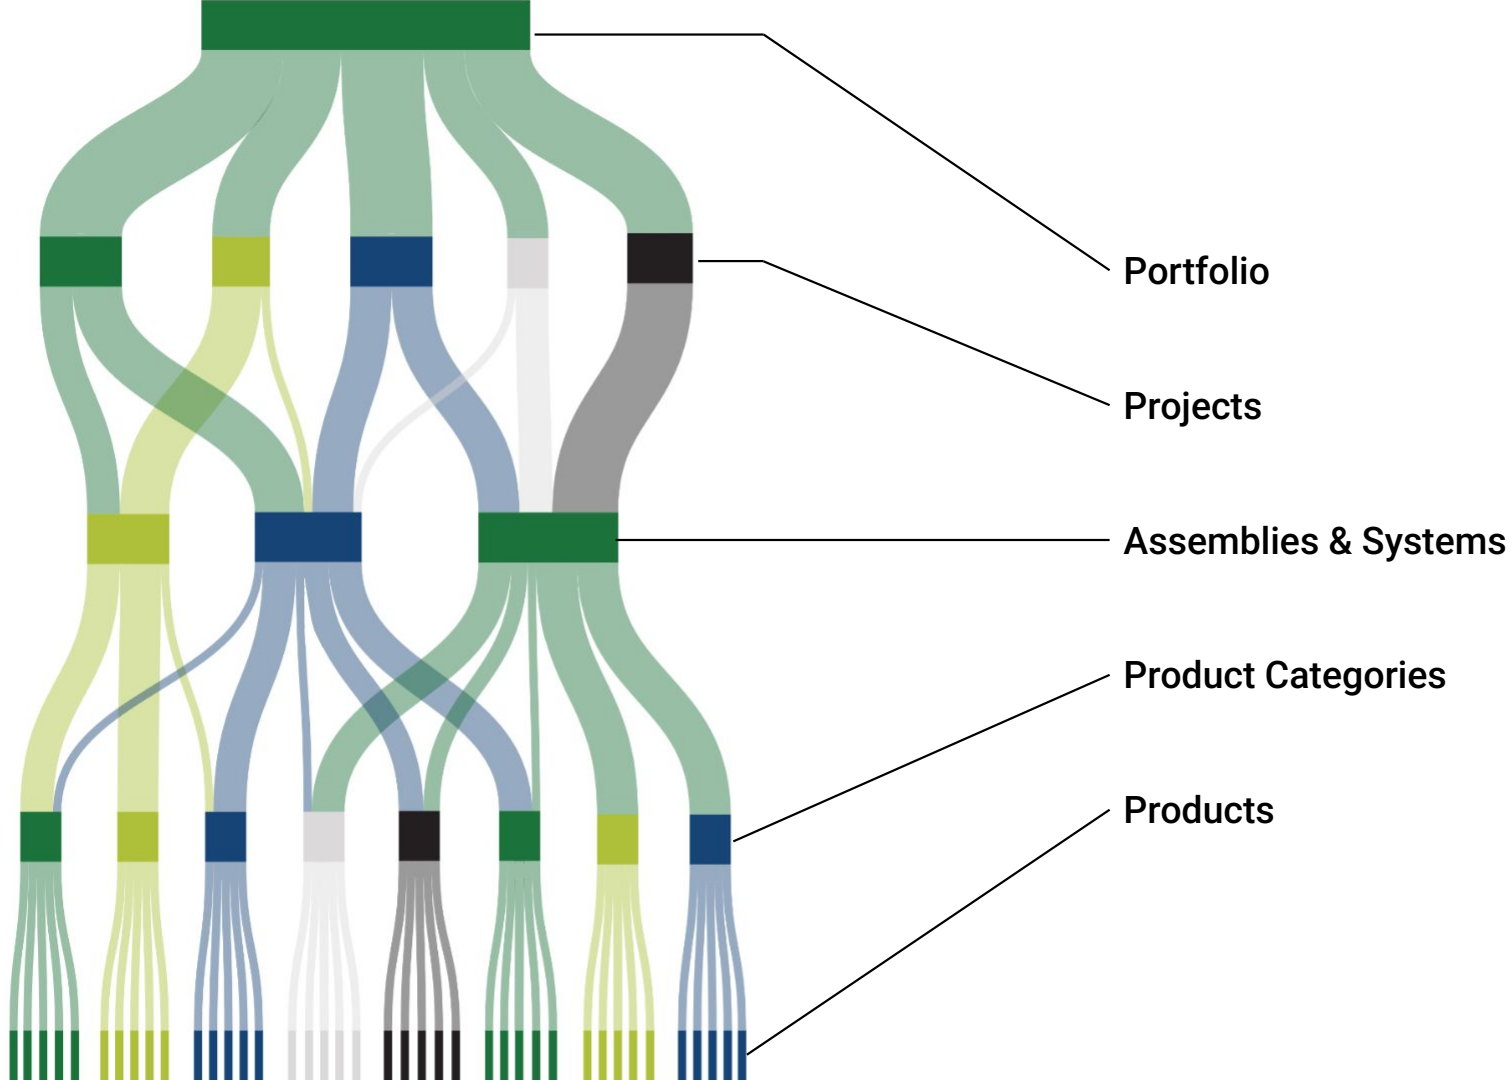 Portfolio
Projects
Assemblies & Systems
Product Categories
Products